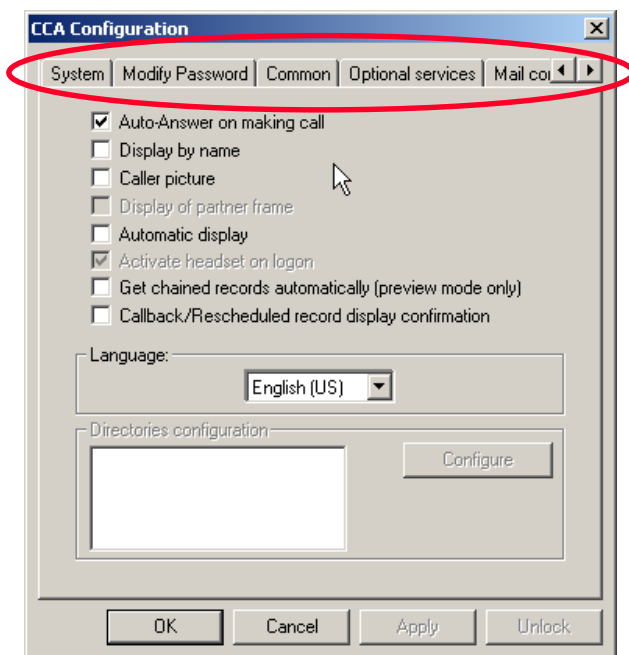 CCA Configuration
System Modify Password Common Optional services Mail
Auto-Answer on making call
Display by name
Caller picture
Display of partner frame
Automatic display
Activate headset on logon
Get chained records automatically (preview mode only)
Callback/Rescheduled record display confirmation
Language:
English (US)
Directories configuration
Configure
OK Cancel Apply Unlock